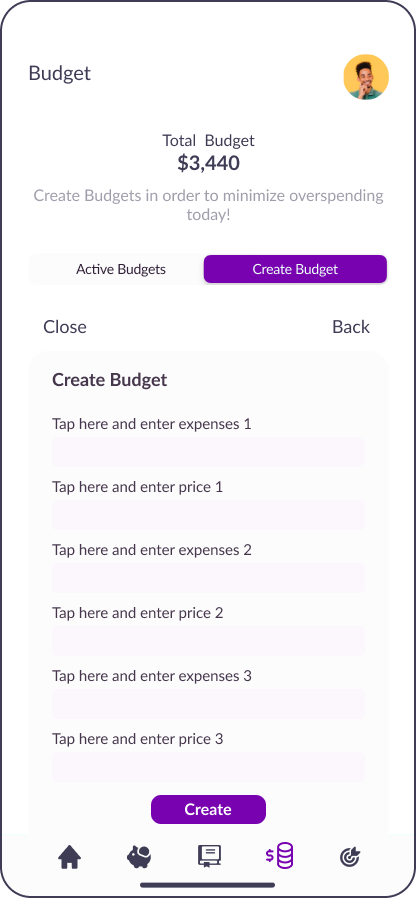 Budget
Total Budget
$3,440
Create Budgets in order to minimize overspending
today!
Active Budgets
Create Budget
Close
Back
Create Budget
Tap here and enter expenses 1
Tap here and enter price 1
Tap here and enter expenses 2
Tap here and enter price 2
Tap here and enter expenses 3
Tap here and enter price 3
Create
$